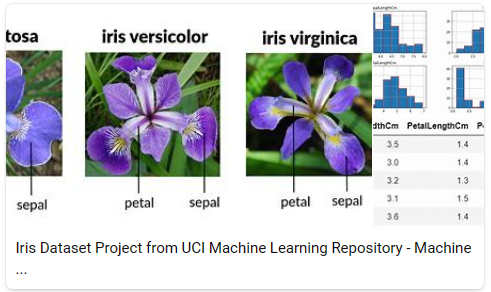 tosa
iris versicolor
iris virginica
sepal
petal
sepal
petal
sepal
dthCm PetalLengthCm P
3.5 1.4
3.0 1.4
3.2 1.3
3.1 1.5
3.6 1.4
Iris Dataset Project from UCI Machine Learning Repository - Machine
...